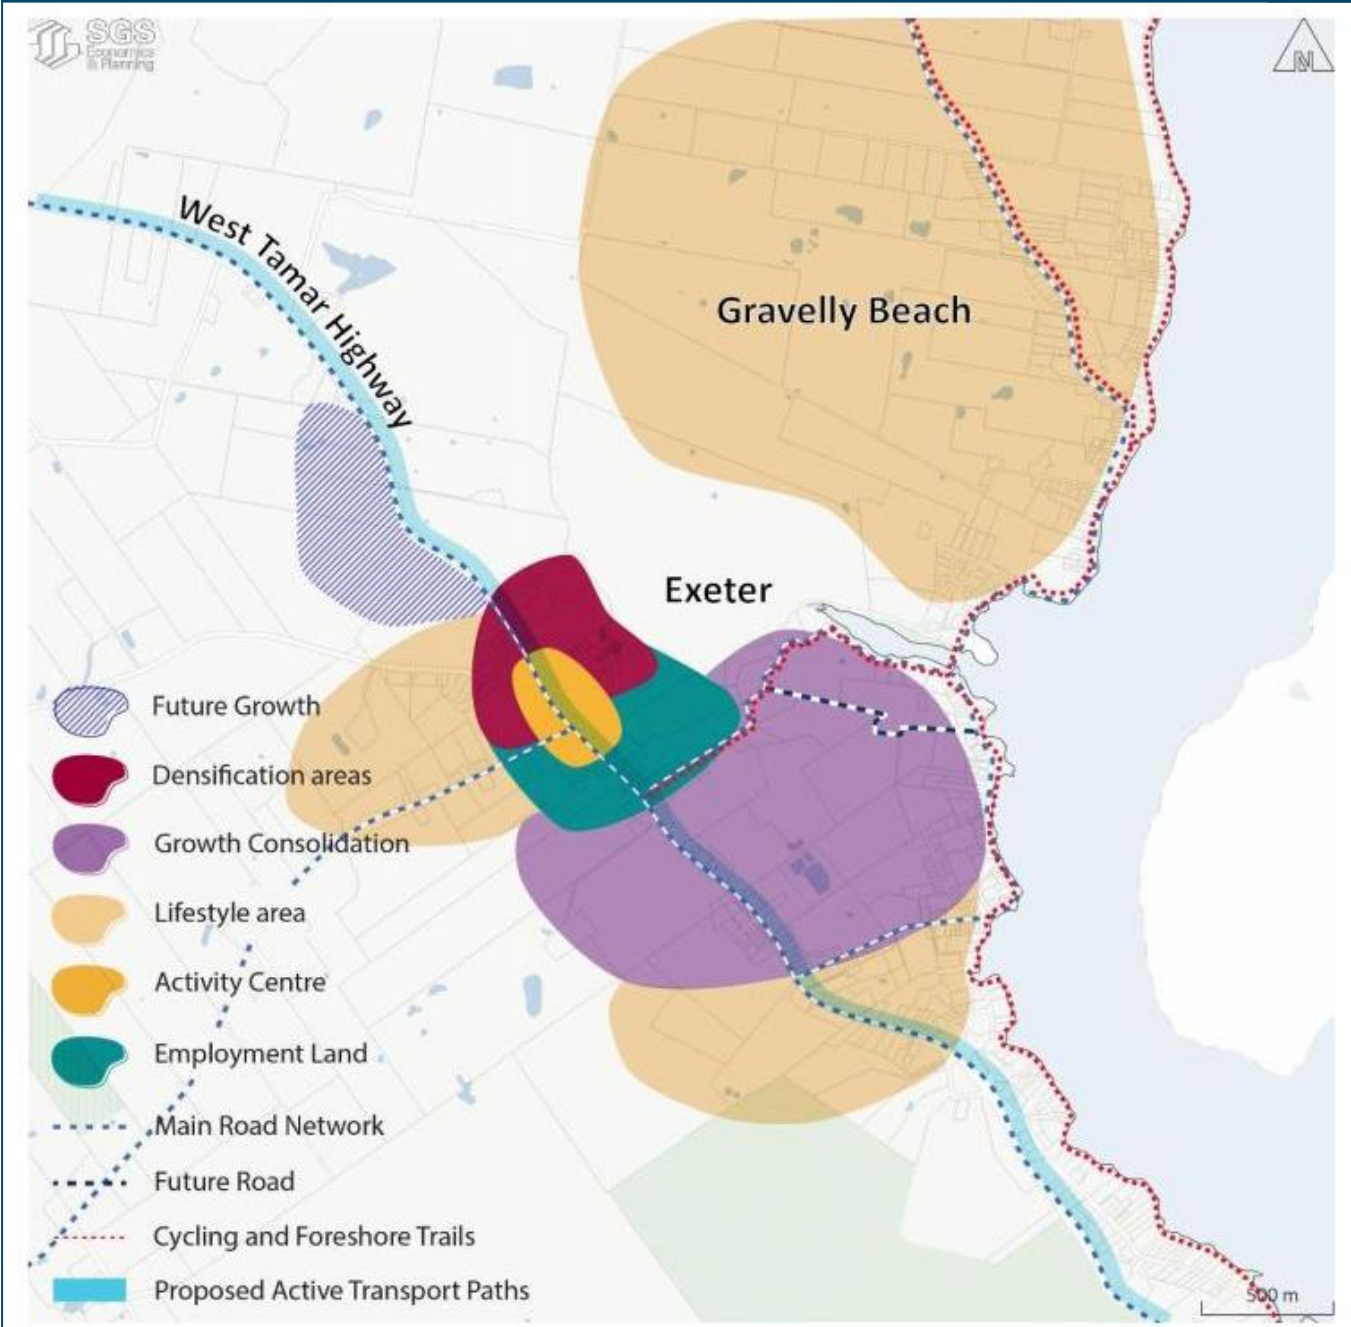 SGS
Economics
& Planning
N
West Tamar Highway
Gravelly Beach
Exeter
Future Growth
Densification areas
Growth Consolidation
Lifestyle area
Activity Centre
Employment Land
Main Road Network
Future Road
Cycling and Foreshore Trails
Proposed Active Transport Paths
500 m